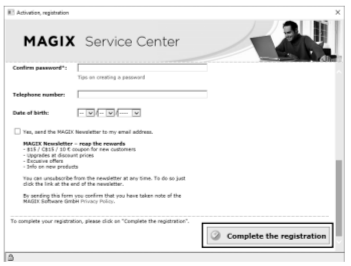 Activation, registration
MAGIX Service Center
Confirm password*:
Tips on creating a password
Telephone number:
Date of birth: -- / -- / ----
Yes, send the MAGIX Newsletter to my email address.
MAGIX Newsletter – reap the rewards
- $15 / C$15 / 10 € coupon for new customers
- Upgrades at discount prices
- Exclusive offers
- Info on new products
You can unsubscribe from the newsletter at any time. To do so just
click the link at the end of the newsletter.
By sending this form you confirm that you have taken note of the
MAGIX Software GmbH Privacy Policy.
To complete your registration, please click on "Complete the registration".
Complete the registration